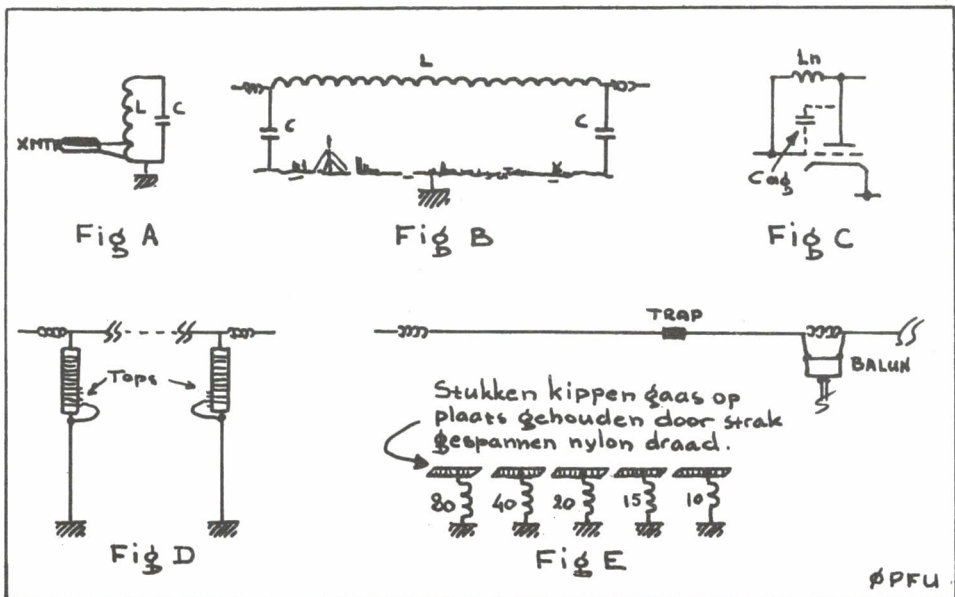 L
L
C
XMTR
C
C
Ln
Cag
Fig A
Fig B
Fig C
Tops
Fig D
TRAP
BALUN
Stukken kippen gaas op
plaats gehouden door strak
gespannen nylon draad.
80 40 20 15 10
Fig E
ØPFU